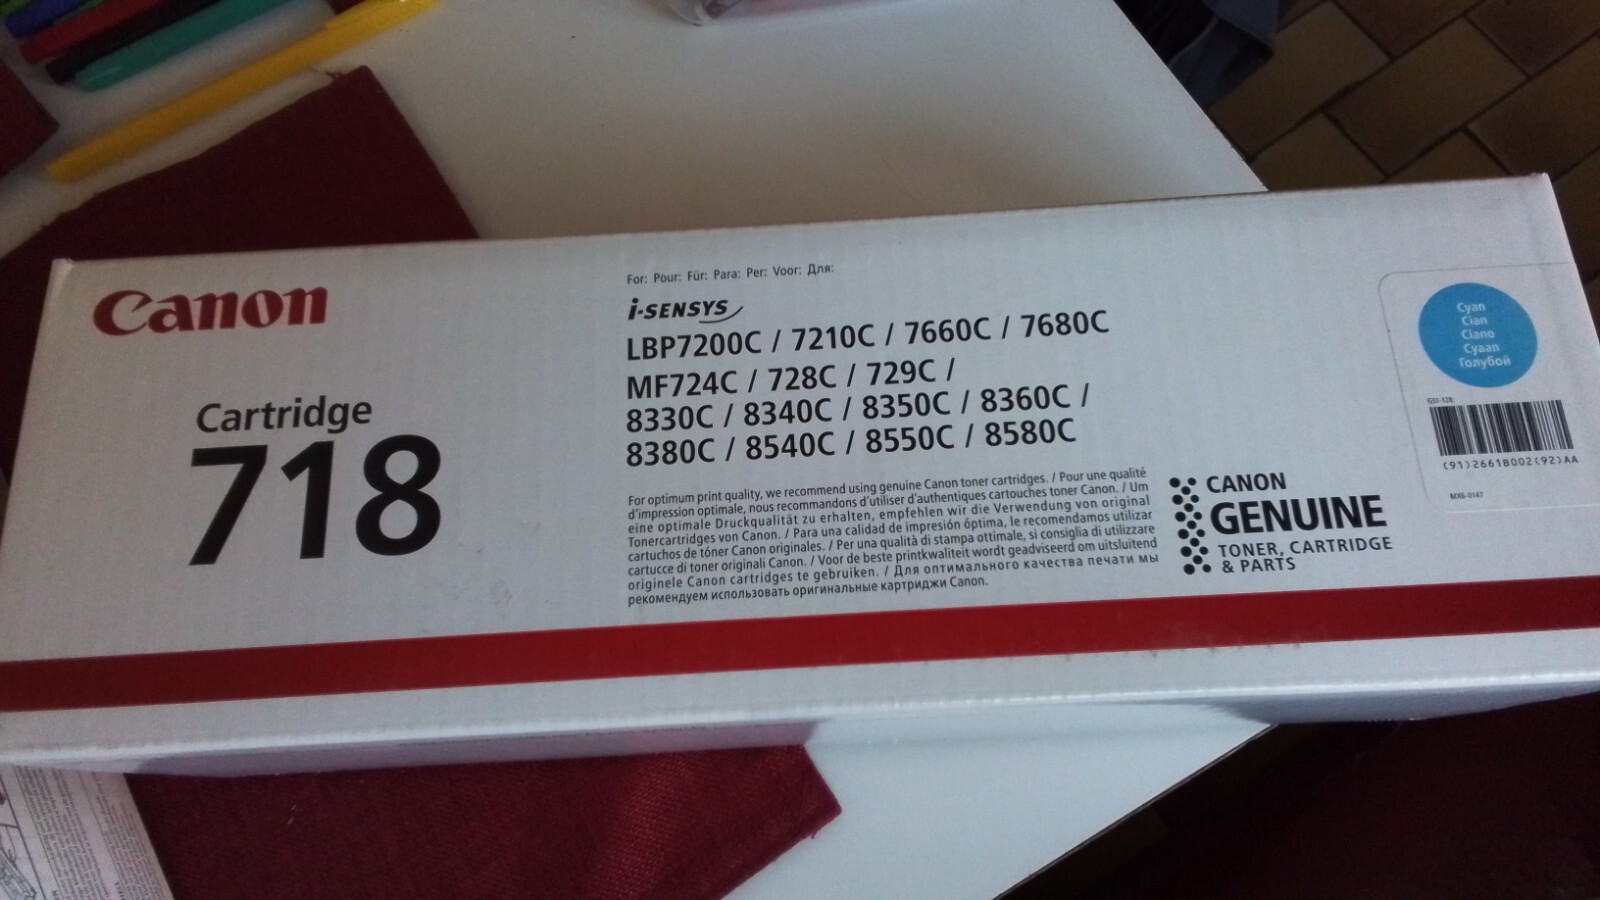 Canon
Cartridge
718
For: Pour: Für: Para: Per: Voor: Для:
i-SENSYS
LBP7200C / 7210C / 7660C / 7680C
MF724C / 728C / 729C /
8330C / 8340C / 8350C / 8360C /
8380C / 8540C / 8550C / 8580C
For optimum print quality, we recommend using genuine Canon toner cartridges. / Pour une qualité
d'impression optimale, nous recommandons d'utiliser d'authentiques cartouches toner Canon. / Um
eine optimale Druckqualität zu erhalten, empfehlen wir die Verwendung von original
Tonercartridges von Canon. / Para una calidad de impresión óptima, le recomendamos utilizar
cartuchos de tóner Canon originales. / Per una qualità di stampa ottimale, si consiglia di utilizzare
cartucce di toner originali Canon. / Voor de beste printkwaliteit wordt geadviseerd om uitsluitend
originele Canon cartridges te gebruiken. / Для оптимального качества печати мы
рекомендуем использовать оригинальные картриджи Canon.
CANON
GENUINE
TONER, CARTRIDGE
& PARTS
Cyan
Cian
Ciano
Cyaan
Голубой
GS1-128:
(91)2661B002(92)AA
MXB-0147